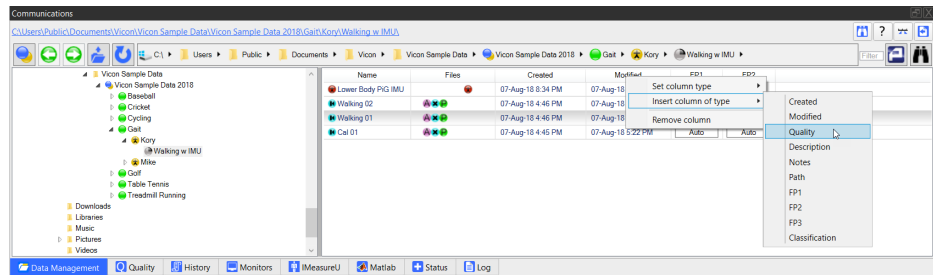 Communications
C:\Users\Public\Documents\Vicon\Vicon Sample Data\Vicon Sample Data 2018\Gait\Kory\Walking w IMU\
C:\ Users Public Documents Vicon Vicon Sample Data Vicon Sample Data 2018 Gait Kory Walking w IMU Filter
Vicon Sample Data
Vicon Sample Data 2018
Baseball
Cricket
Cycling
Gait
Kory
Walking w IMU
Mike
Golf
Table Tennis
Treadmill Running
Downloads
Libraries
Music
Pictures
Videos
Name Files Created Modified FP1 FP2
Lower Body PiG IMU 07-Aug-18 8:34 PM 07-Aug-18
Walking 02 07-Aug-18 4:46 PM 07-Aug-18
Walking 01 07-Aug-18 4:46 PM 07-Aug-18
Cal 01 07-Aug-18 4:45 PM 07-Aug-18 5:22 PM Auto Auto
Set column type
Insert column of type
Remove column
Created
Modified
Quality
Description
Notes
Path
FP1
FP2
FP3
Classification
Data Management Quality History Monitors IMeasureU Matlab Status Log